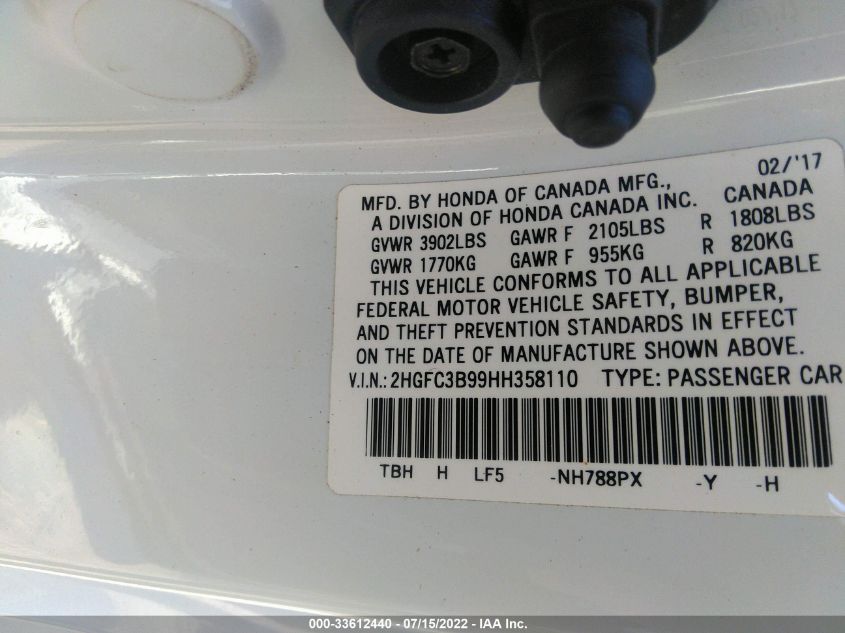 02/'17
MFD. BY HONDA OF CANADA MFG.,
A DIVISION OF HONDA CANADA INC. CANADA
GVWR 3902LBS GAWR F 2105LBS R 1808LBS
GVWR 1770KG GAWR F 955KG R 820KG
THIS VEHICLE CONFORMS TO ALL APPLICABLE
FEDERAL MOTOR VEHICLE SAFETY, BUMPER,
AND THEFT PREVENTION STANDARDS IN EFFECT
ON THE DATE OF MANUFACTURE SHOWN ABOVE.
V.I.N.: 2HGFC3B99HH358110 TYPE: PASSENGER CAR
TBH H LF5 -NH788PX -Y -H
000-33612440 - 07/15/2022 - IAA Inc.